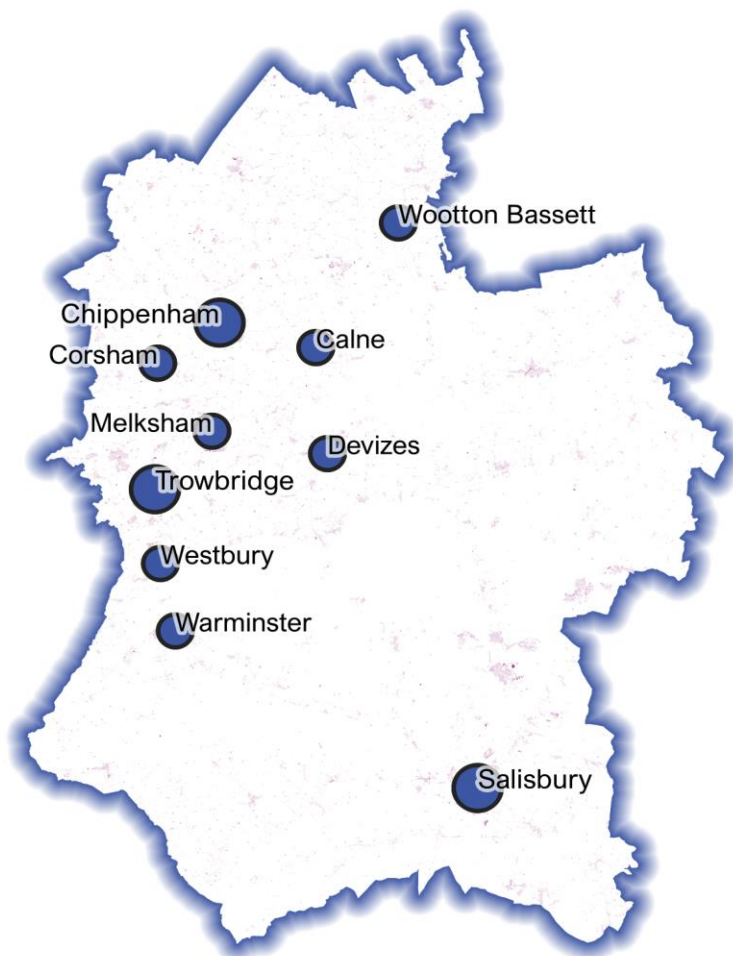 Wootton Bassett
Chippenham
Calne
Corsham
Melksham
Devizes
Trowbridge
Westbury
Warminster
Salisbury